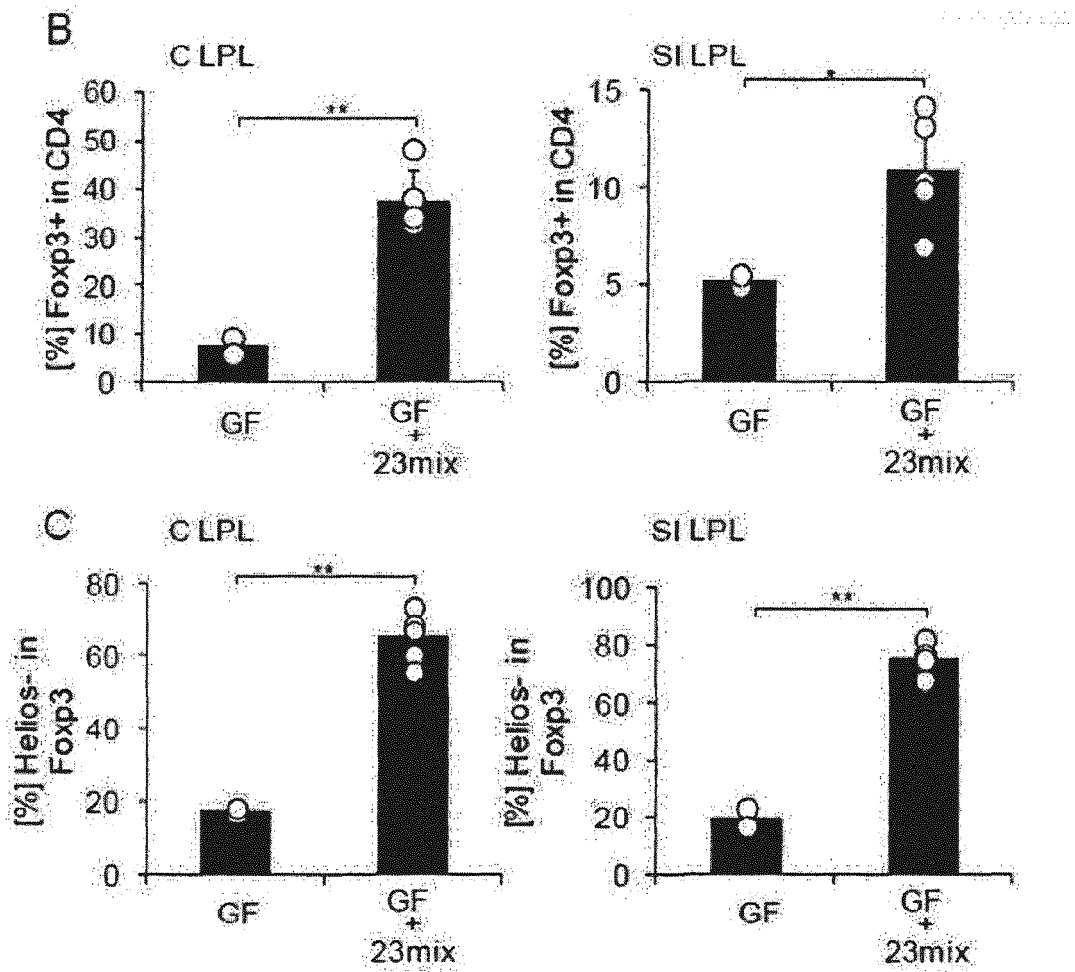 B
C LPL
[%] Foxp3+ in CD4
60
50
40
30
20
10
0
**
GF
GF
+
23mix
SI LPL
[%] Foxp3+ in CD4
15
10
5
0
*
GF
GF
+
23mix
C
C LPL
[%] Helios- in
Foxp3
80
60
40
20
0
**
GF
GF
+
23mix
SI LPL
[%] Helios- in
Foxp3
100
80
60
40
20
0
**
GF
GF
+
23mix